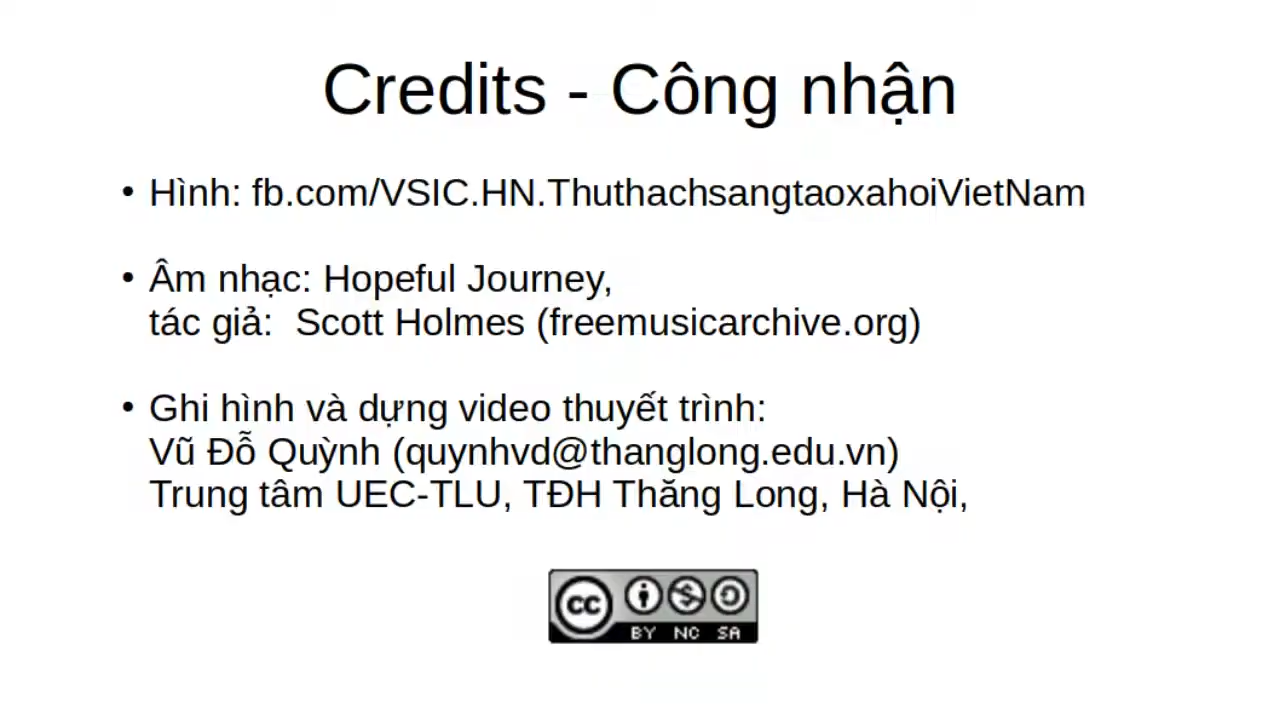 Credits - Công nhận
• Hình: fb.com/VSIC.HN.ThuthachsangtaoxahoiVietNam
• Âm nhạc: Hopeful Journey,
tác giả:  Scott Holmes (freemusicarchive.org)
• Ghi hình và dựng video thuyết trình:
Vũ Đỗ Quỳnh (quynhvd@thanglong.edu.vn)
Trung tâm UEC-TLU, TĐH Thăng Long, Hà Nội,
cc
BY NC SA